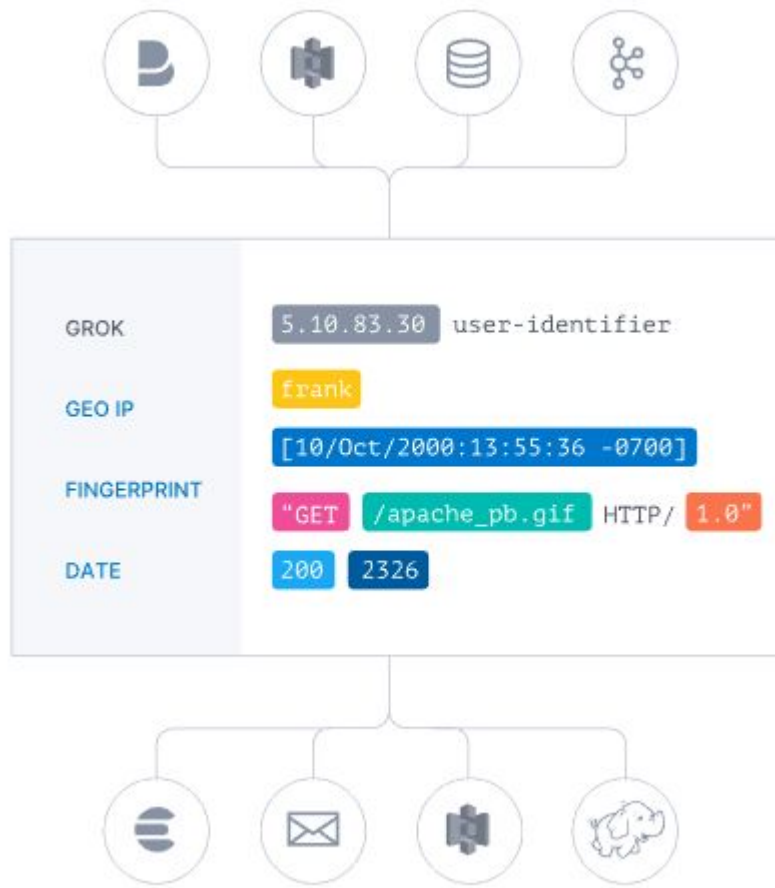 GROK
GEO IP
FINGERPRINT
DATE
5.10.83.30 user-identifier
frank
[10/Oct/2000:13:55:36 -0700]
"GET /apache_pb.gif HTTP/ 1.0"
200 2326